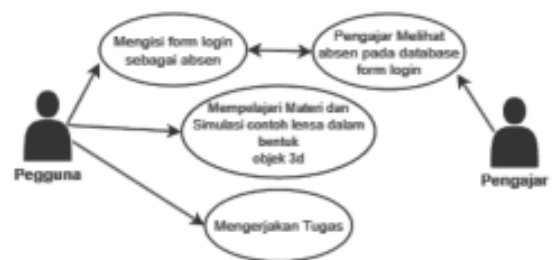 Mengisi form login
sebagai absen
Pengajar Melihat
absen pada database
form login
Mempelajari Materi dan
Simulasi contoh lensa dalam
bentuk
objek 3d
Pegguna
Pengajar
Mengerjakan Tugas